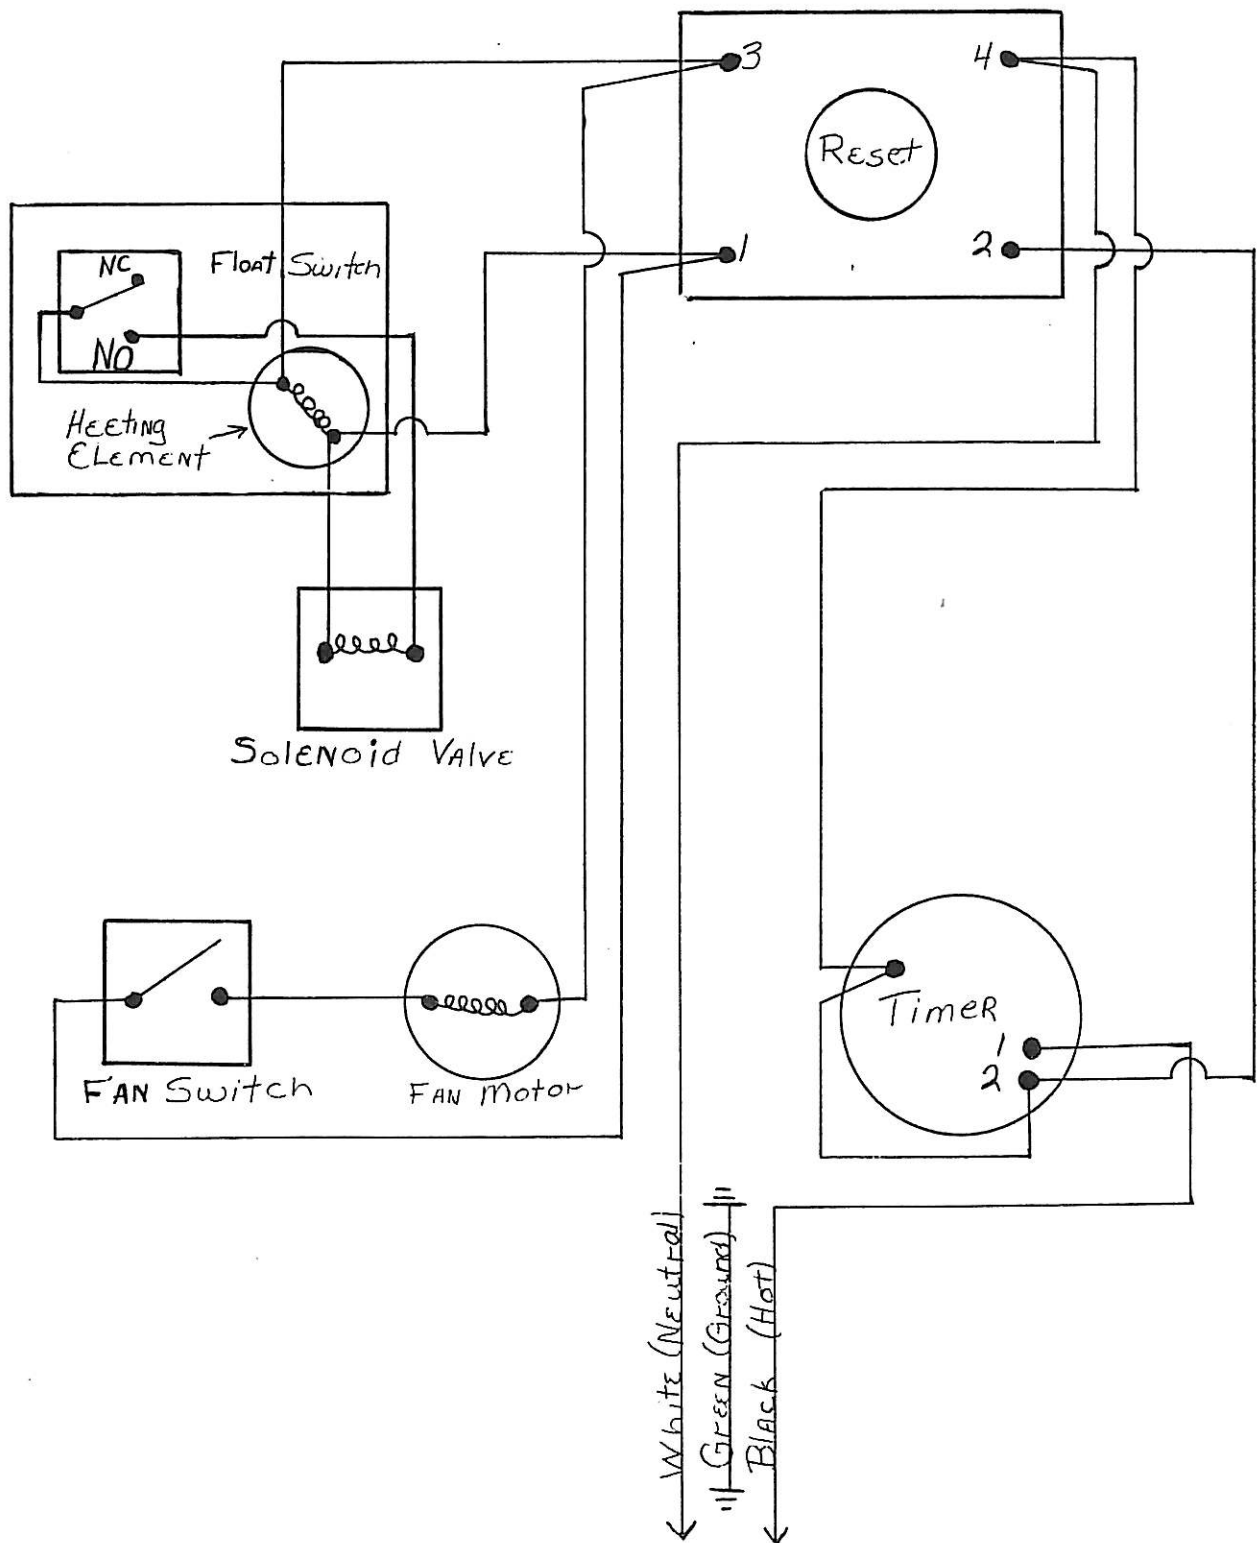 3
4
Reset
1
2
NC
Float Switch
NO
HEETING
ELEMENT
SOLENOID VALVE
Timer
1
2
FAN Switch
FAN Motor
White (Neutral)
Green (Ground)
Black (Hot)